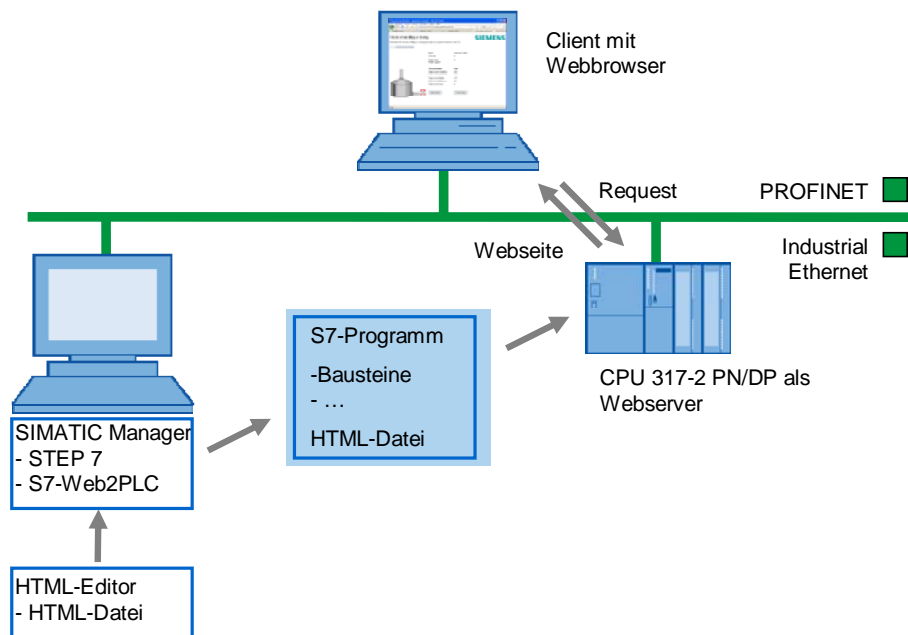 SIEMENS
Client mit
Webbrowser
Request
PROFINET
Webseite
Industrial
Ethernet
S7-Programm
-Bausteine
- ...
HTML-Datei
CPU 317-2 PN/DP als
Webserver
SIMATIC Manager
- STEP 7
- S7-Web2PLC
HTML-Editor
- HTML-Datei